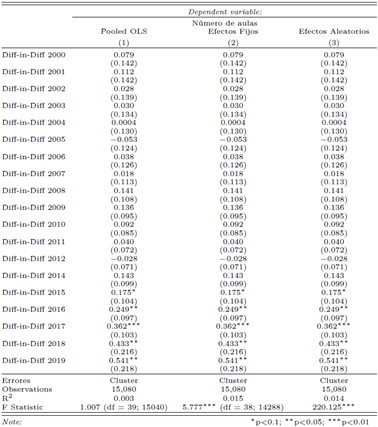 Dependent variable:
Número de aulas
Pooled OLS Efectos Fijos Efectos Aleatorios
(1) (2) (3)
Diff-in-Diff 2000 0.079 0.079 0.079
(0.142) (0.142) (0.142)
Diff-in-Diff 2001 0.112 0.112 0.112
(0.142) (0.142) (0.142)
Diff-in-Diff 2002 0.028 0.028 0.028
(0.139) (0.139) (0.139)
Diff-in-Diff 2003 0.030 0.030 0.030
(0.134) (0.134) (0.134)
Diff-in-Diff 2004 0.0004 0.0004 0.0004
(0.130) (0.130) (0.130)
Diff-in-Diff 2005 −0.053 −0.053 −0.053
(0.124) (0.124) (0.124)
Diff-in-Diff 2006 0.038 0.038 0.038
(0.126) (0.126) (0.126)
Diff-in-Diff 2007 0.018 0.018 0.018
(0.113) (0.113) (0.113)
Diff-in-Diff 2008 0.141 0.141 0.141
(0.108) (0.108) (0.108)
Diff-in-Diff 2009 0.136 0.136 0.136
(0.095) (0.095) (0.095)
Diff-in-Diff 2010 0.092 0.092 0.092
(0.085) (0.085) (0.085)
Diff-in-Diff 2011 0.040 0.040 0.040
(0.072) (0.072) (0.072)
Diff-in-Diff 2012 −0.028 −0.028 −0.028
(0.071) (0.071) (0.071)
Diff-in-Diff 2014 0.143 0.143 0.143
(0.099) (0.099) (0.099)
Diff-in-Diff 2015 0.175* 0.175* 0.175*
(0.104) (0.104) (0.104)
Diff-in-Diff 2016 0.249** 0.249** 0.249**
(0.097) (0.097) (0.097)
Diff-in-Diff 2017 0.362*** 0.362*** 0.362***
(0.103) (0.103) (0.103)
Diff-in-Diff 2018 0.433** 0.433** 0.433**
(0.216) (0.216) (0.216)
Diff-in-Diff 2019 0.541** 0.541** 0.541**
(0.218) (0.218) (0.218)
Errores Cluster Cluster Cluster
Observations 15,080 15,080 15,080
R² 0.003 0.015 0.014
F Statistic 1.007 (df = 39; 15040) 5.777*** (df = 38; 14288) 220.125***
Note: *p<0.1; **p<0.05; ***p<0.01